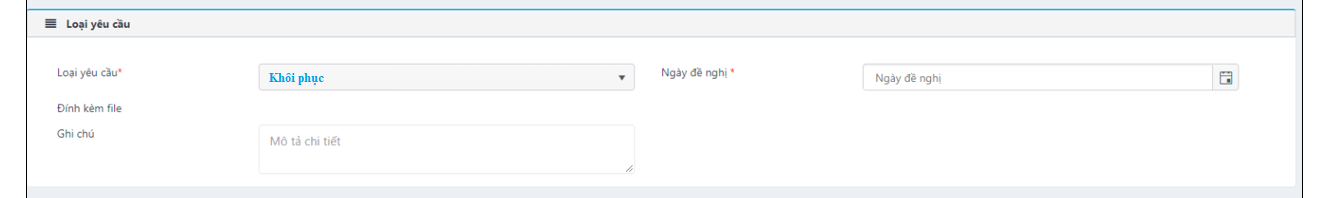 Loại yêu cầu
Loại yêu cầu* Khôi phục Ngày đề nghị * Ngày đề nghị
Đính kèm file
Ghi chú Mô tả chi tiết